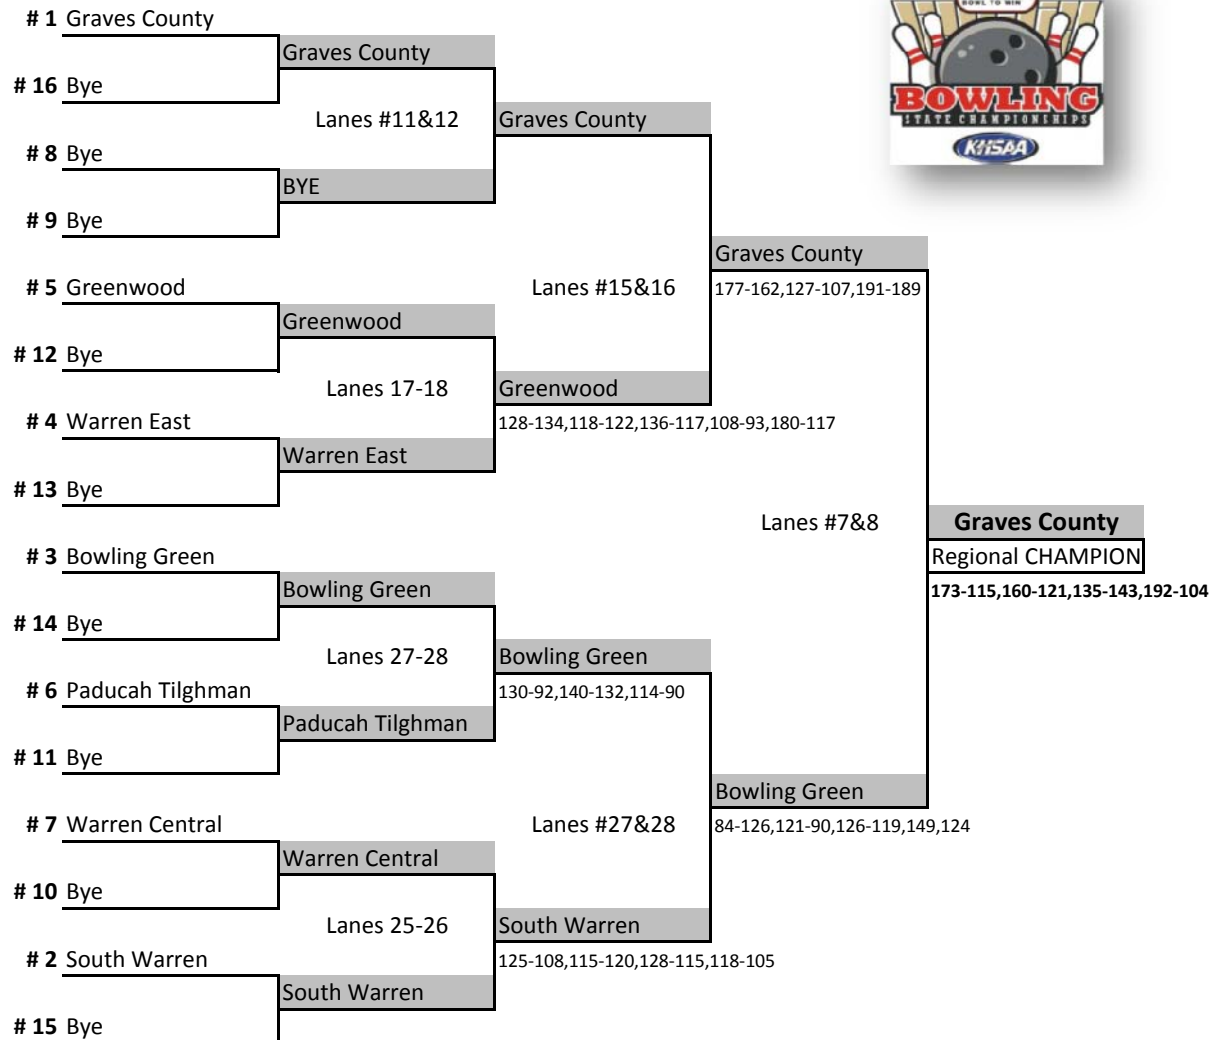 BOWL TO WIN
BOWLING
STATE CHAMPIONSHIPS
KHSAA
# 1 Graves County
Graves County
# 16 Bye
Lanes #11&12
Graves County
# 8 Bye
BYE
# 9 Bye
Graves County
# 5 Greenwood
Lanes #15&16
177-162,127-107,191-189
Greenwood
# 12 Bye
Lanes 17-18
Greenwood
# 4 Warren East
128-134,118-122,136-117,108-93,180-117
Warren East
# 13 Bye
Lanes #7&8
Graves County
# 3 Bowling Green
Regional CHAMPION
Bowling Green
173-115,160-121,135-143,192-104
# 14 Bye
Lanes 27-28
Bowling Green
# 6 Paducah Tilghman
130-92,140-132,114-90
Paducah Tilghman
# 11 Bye
Bowling Green
# 7 Warren Central
Lanes #27&28
84-126,121-90,126-119,149,124
Warren Central
# 10 Bye
Lanes 25-26
South Warren
# 2 South Warren
125-108,115-120,128-115,118-105
South Warren
# 15 Bye